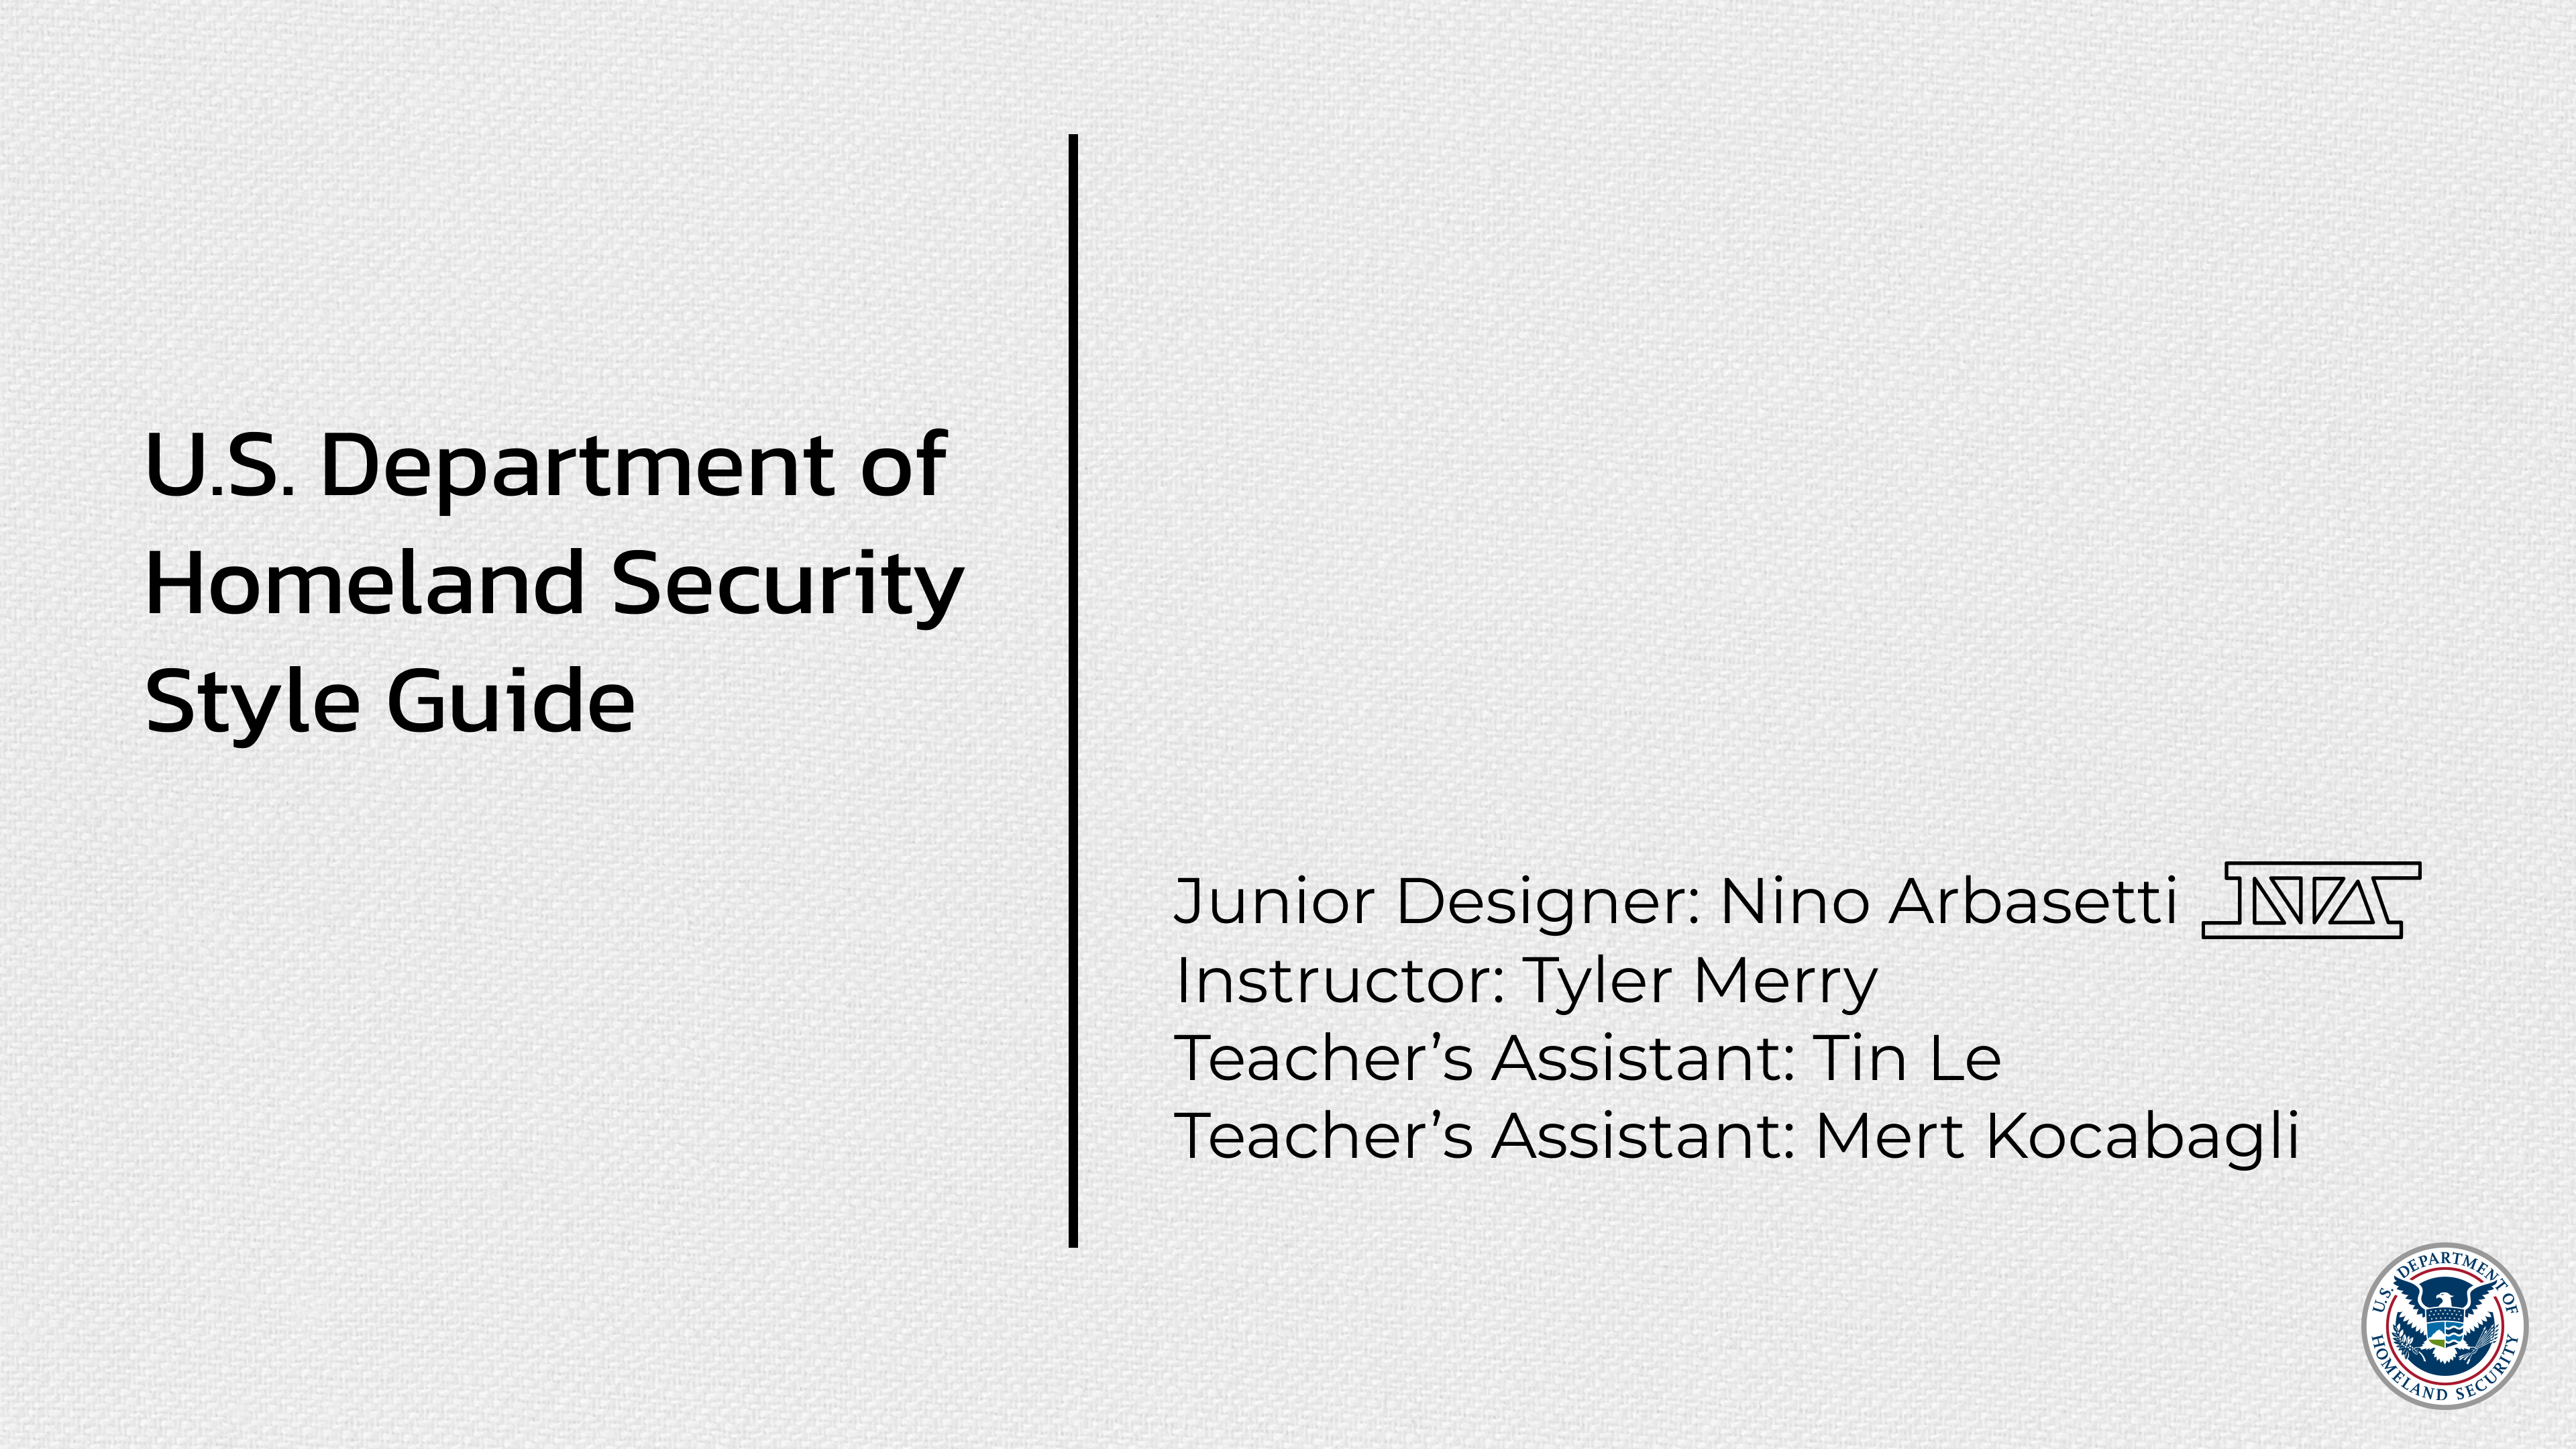 U.S. Department of
Homeland Security
Style Guide
Junior Designer: Nino Arbasetti
Instructor: Tyler Merry
Teacher’s Assistant: Tin Le
Teacher’s Assistant: Mert Kocabagli
U.S. DEPARTMENT OF
HOMELAND SECURITY